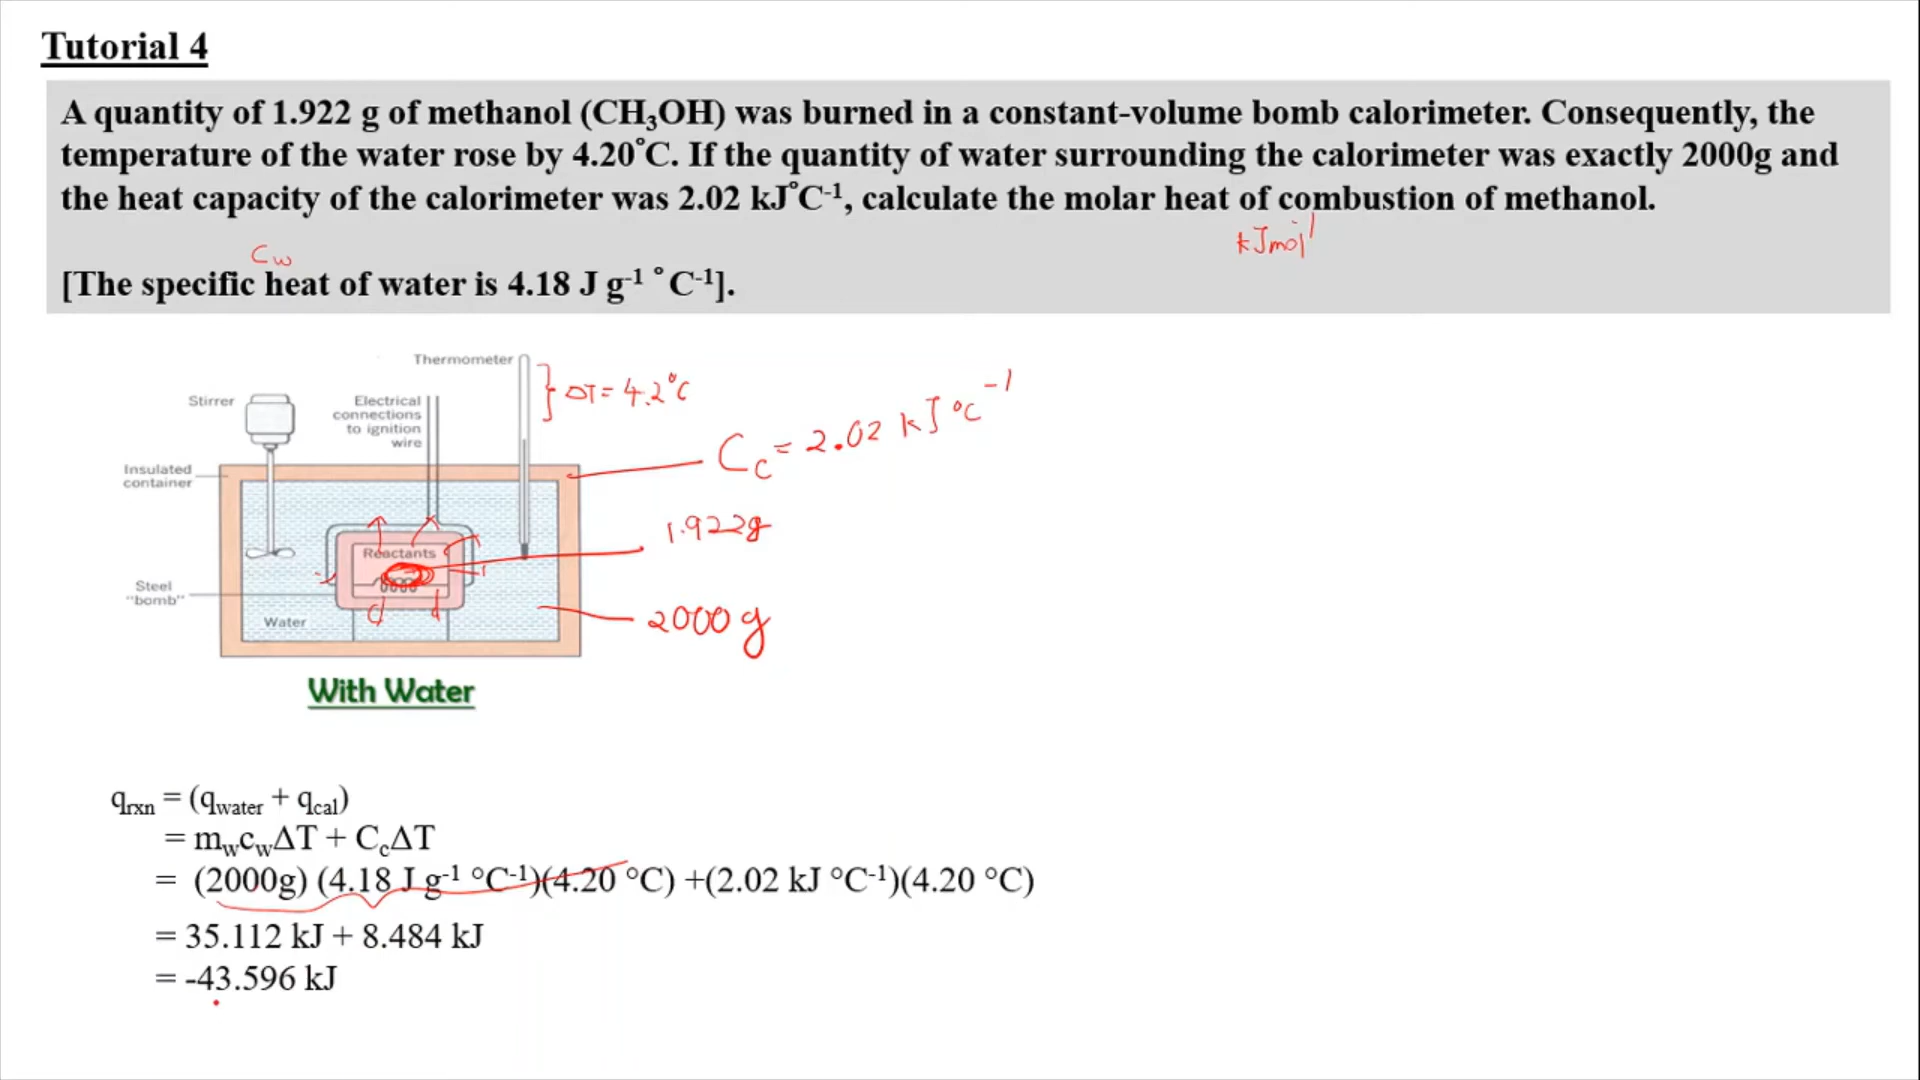 Tutorial 4
A quantity of 1.922 g of methanol (CH₃OH) was burned in a constant-volume bomb calorimeter. Consequently, the
temperature of the water rose by 4.20°C. If the quantity of water surrounding the calorimeter was exactly 2000g and
the heat capacity of the calorimeter was 2.02 kJ°C⁻¹, calculate the molar heat of combustion of methanol.
kJmol⁻¹
Cw
[The specific heat of water is 4.18 J g⁻¹ °C⁻¹].
Thermometer
ΔT = 4.2°C
Stirrer
Electrical
connections
to ignition
wire
C_c = 2.02 kJ °C⁻¹
Insulated
container
1.922g
Reactants
Steel
"bomb"
Water
2000 g
With Water
q_rxn = (q_water + q_cal)
= m_wc_wΔT + C_cΔT
= (2000g) (4.18 J g⁻¹ °C⁻¹)(4.20 °C) +(2.02 kJ °C⁻¹)(4.20 °C)
= 35.112 kJ + 8.484 kJ
= -43.596 kJ